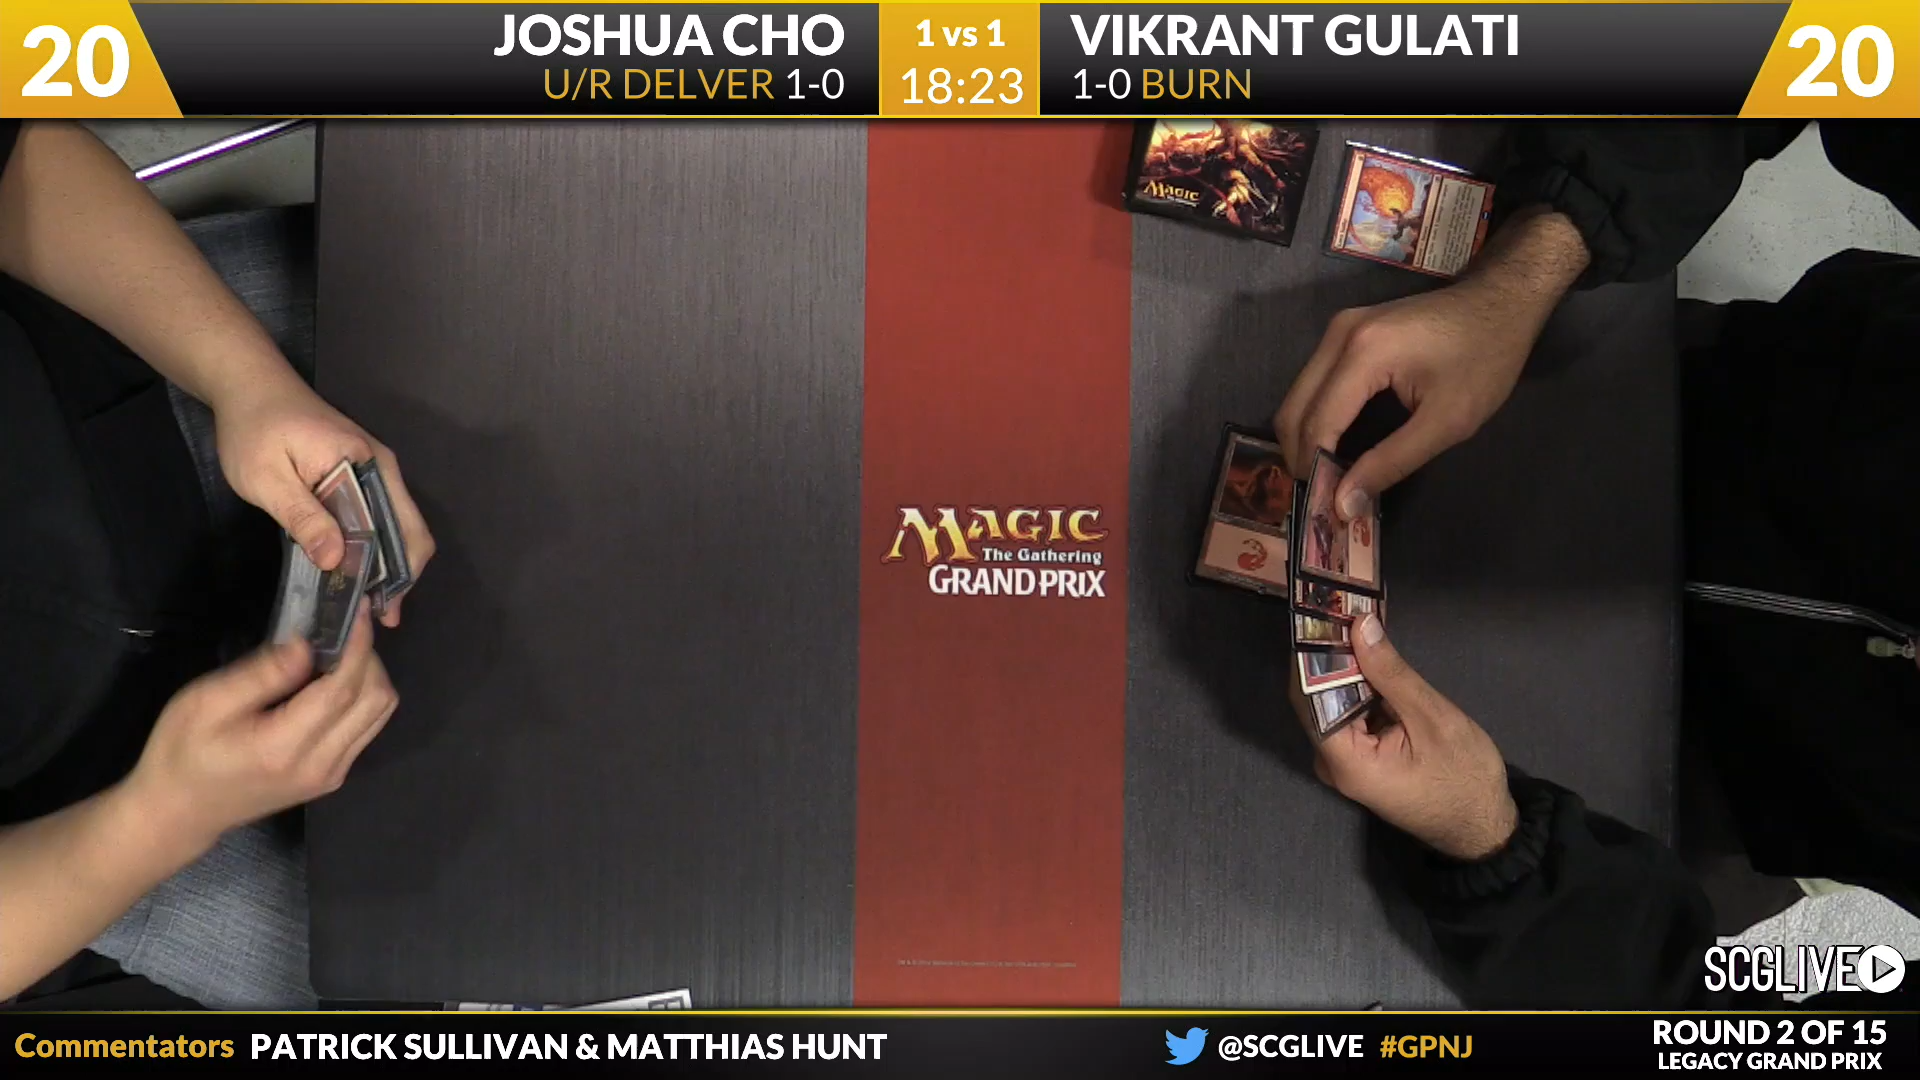 20
JOSHUA CHO
U/R DELVER 1-0
1 vs 1
18:23
VIKRANT GULATI
1-0 BURN
20
MAGIC
MAGIC
The Gathering
GRAND PRIX
SCGLIVE
Commentators PATRICK SULLIVAN & MATTHIAS HUNT
@SCGLIVE #GPNJ
ROUND 2 OF 15
LEGACY GRAND PRIX